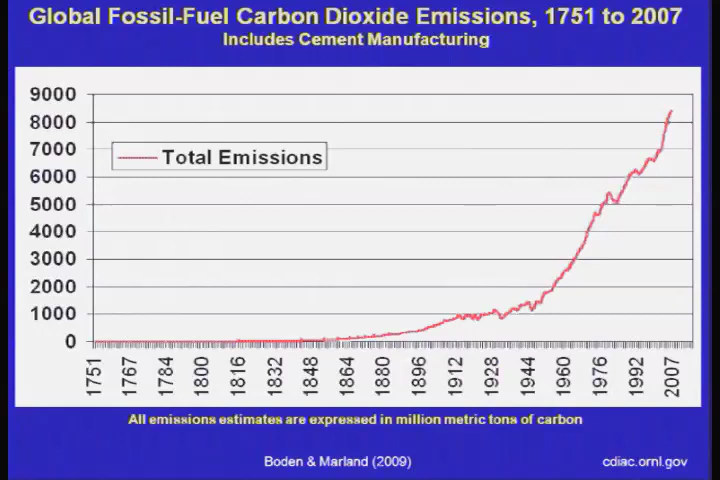 Global Fossil-Fuel Carbon Dioxide Emissions, 1751 to 2007
Includes Cement Manufacturing
9000
8000
7000
6000
5000
4000
3000
2000
1000
0
Total Emissions
1751 1767 1784 1800 1816 1832 1848 1864 1880 1896 1912 1928 1944 1960 1976 1992 2007
All emissions estimates are expressed in million metric tons of carbon
Boden & Marland (2009)
cdiac.ornl.gov